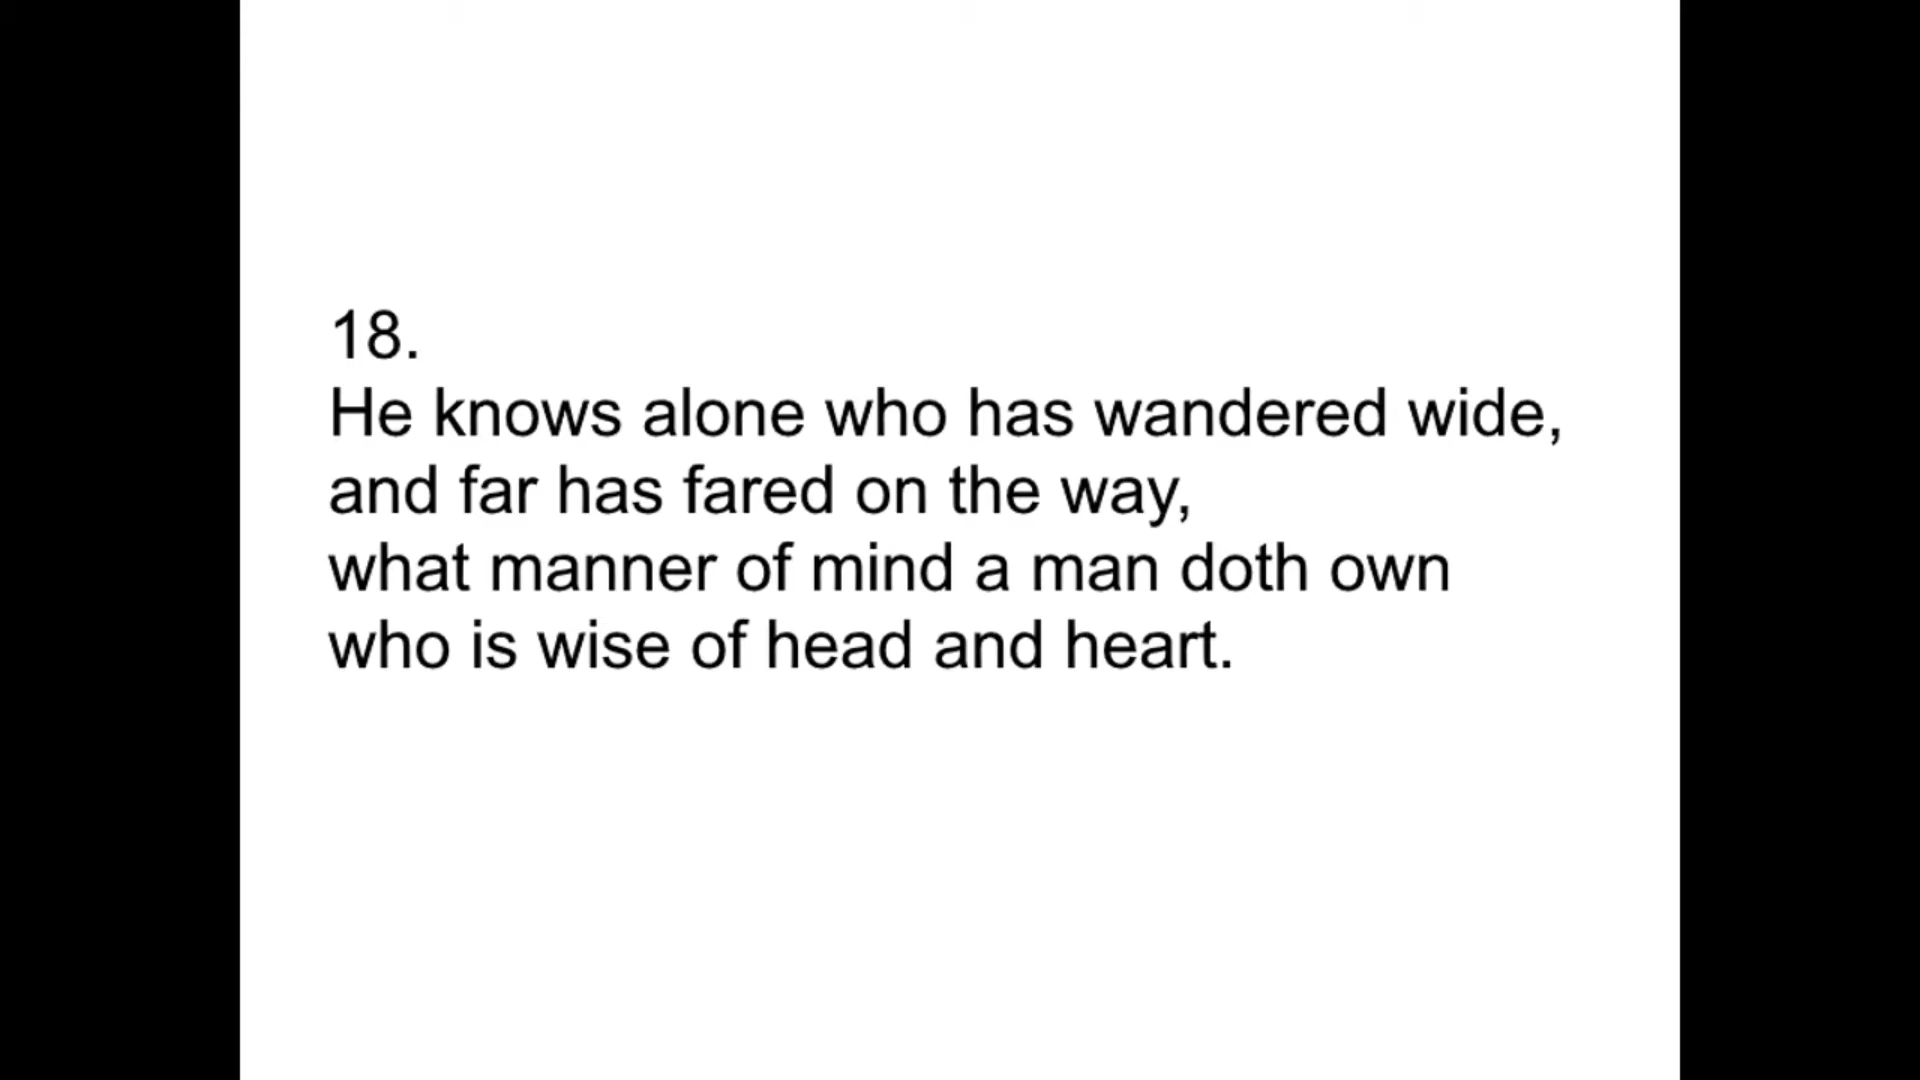 18.
He knows alone who has wandered wide,
and far has fared on the way,
what manner of mind a man doth own
who is wise of head and heart.